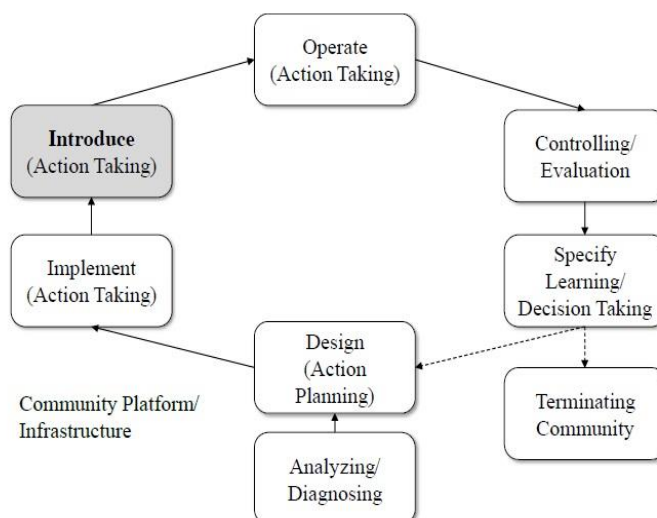 Operate
(Action Taking)
Introduce
(Action Taking)
Controlling/
Evaluation
Implement
(Action Taking)
Specify
Learning/
Decision Taking
Design
(Action
Planning)
Community Platform/
Infrastructure
Terminating
Community
Analyzing/
Diagnosing